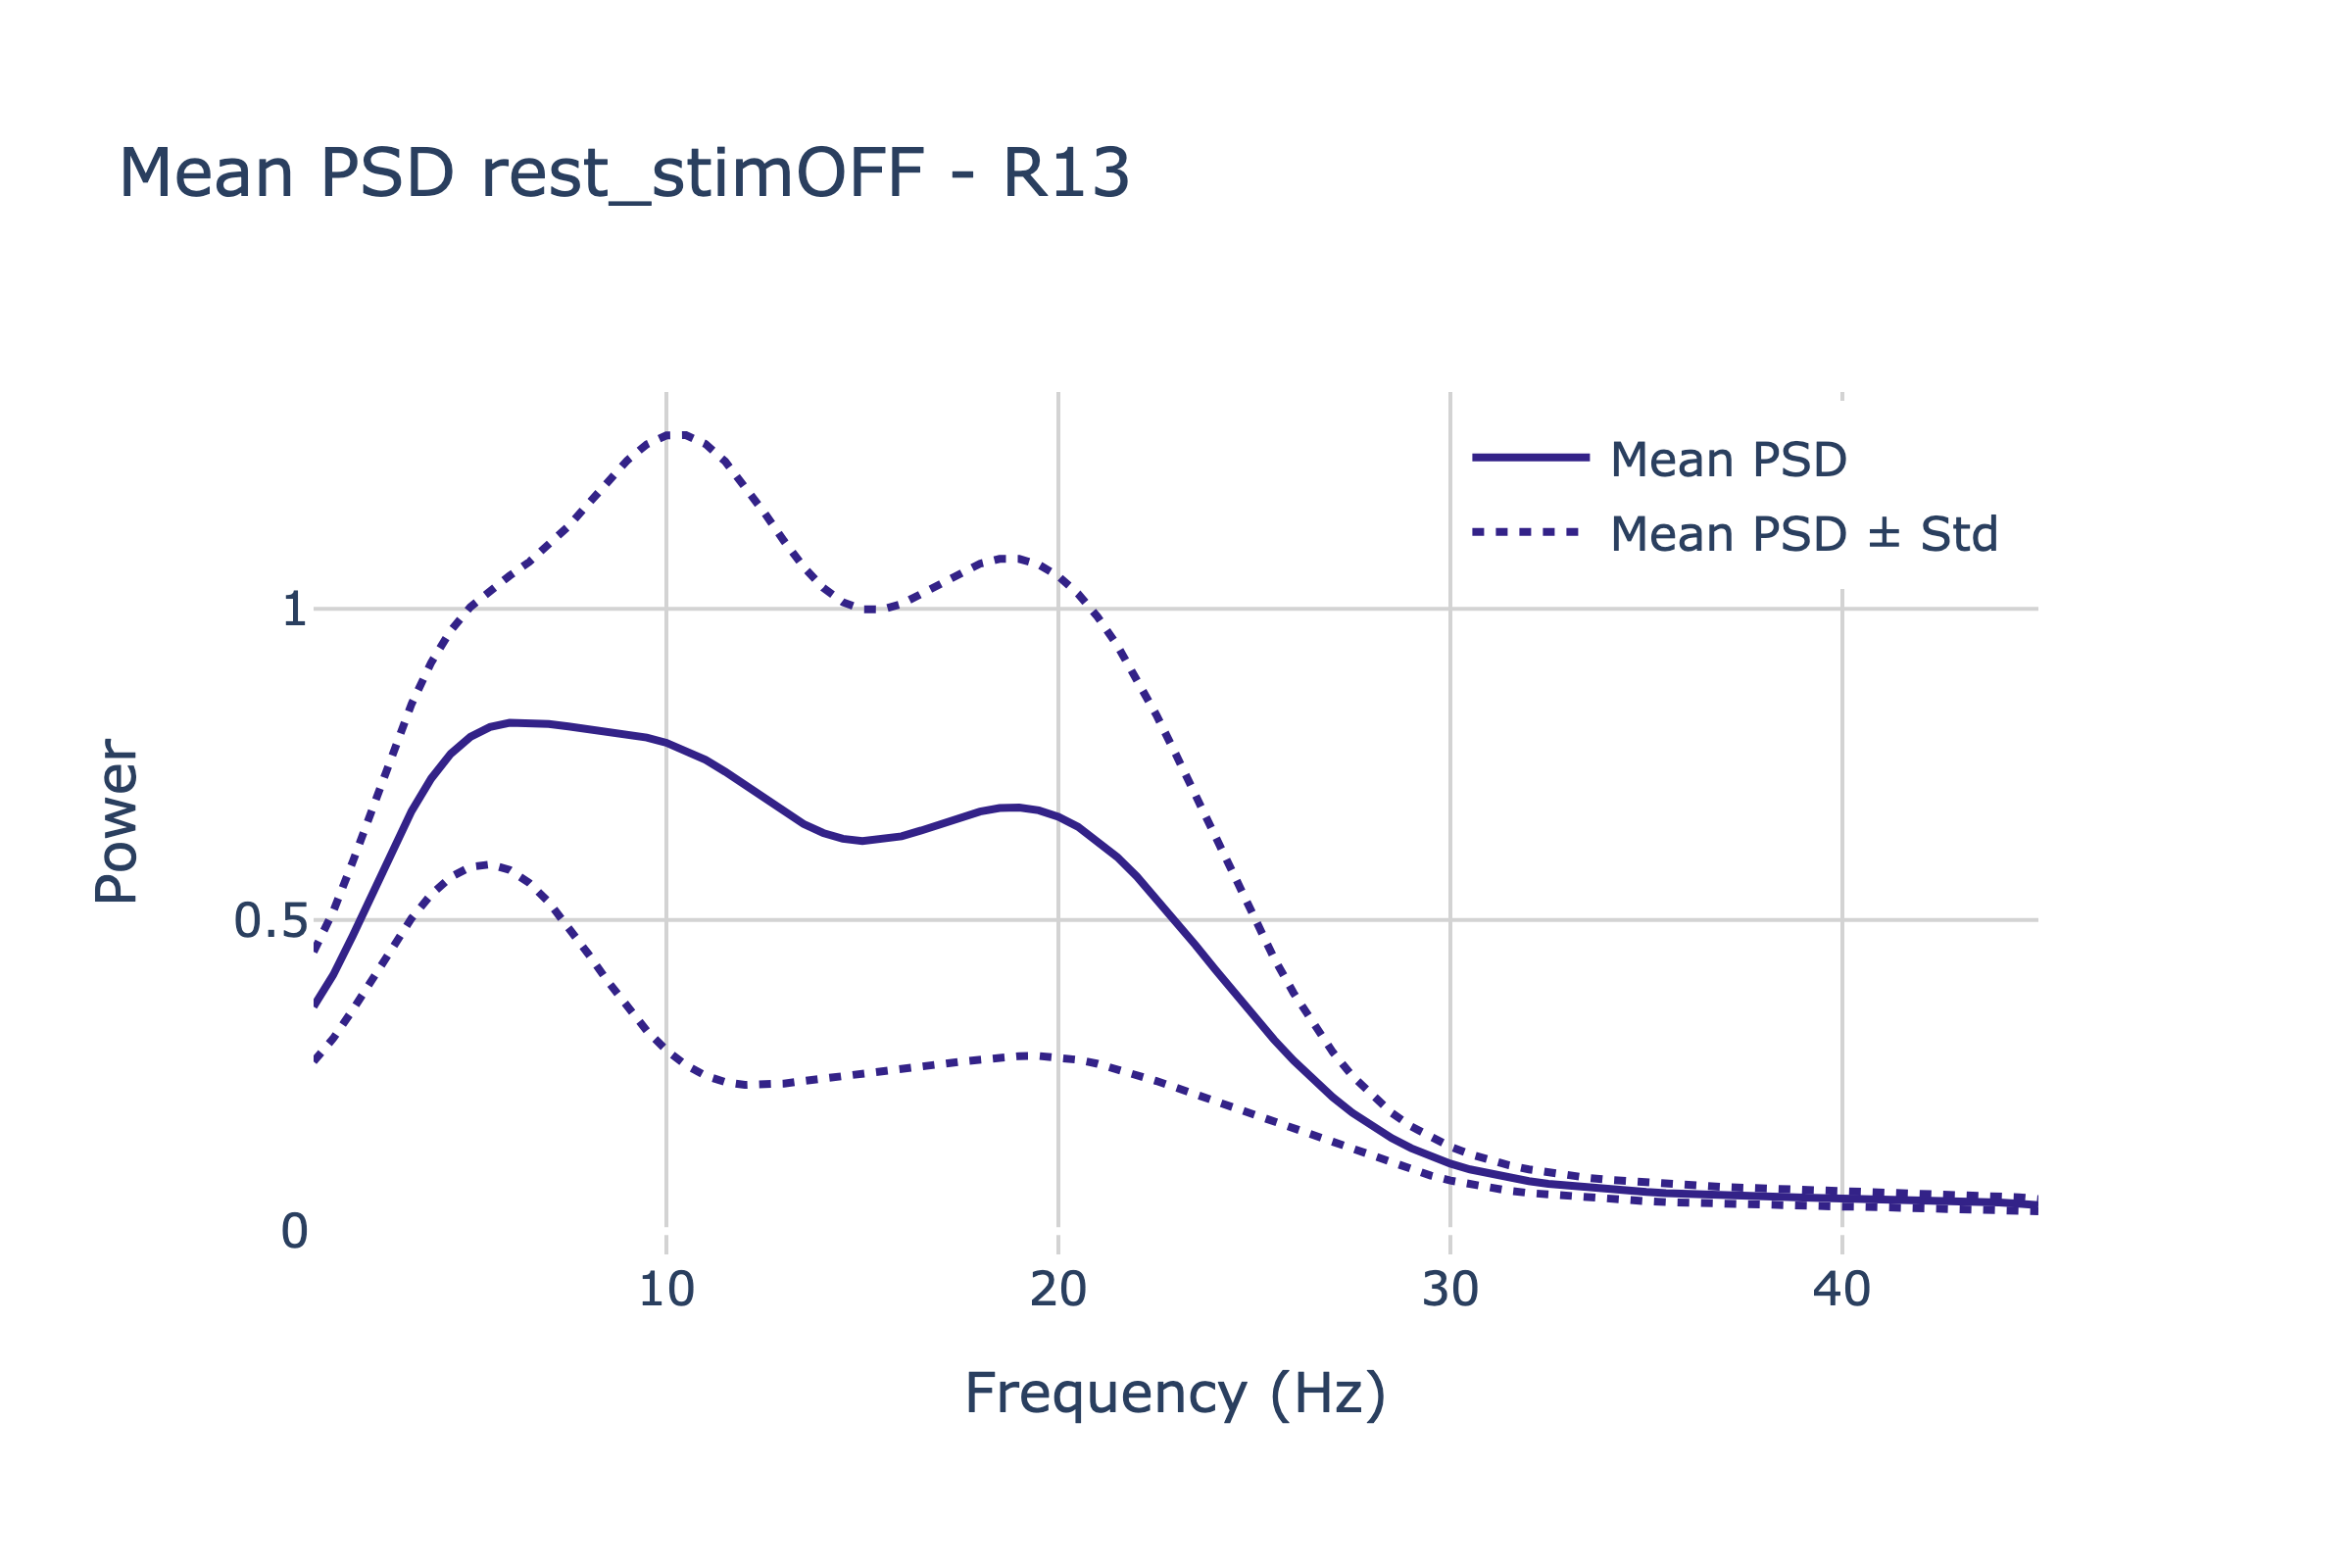 Mean PSD rest_stimOFF - R13
Mean PSD
Mean PSD ± Std
1
0.5
0
Power
10 20 30 40
Frequency (Hz)